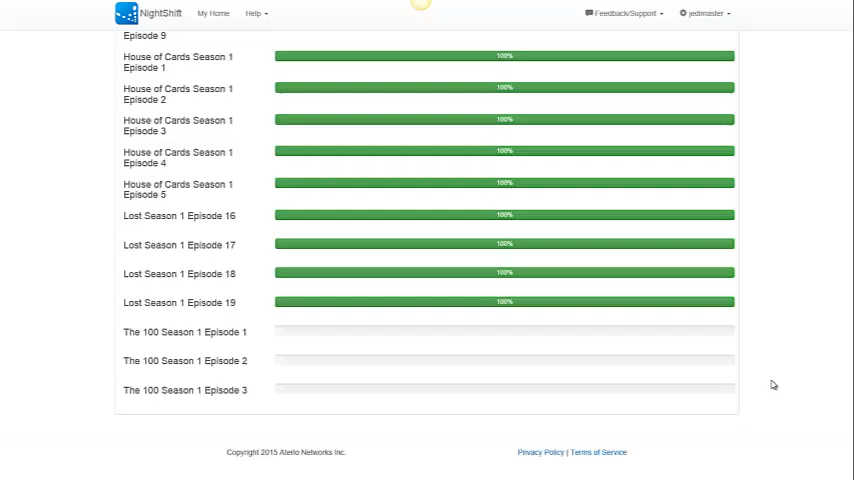 NightShift My Home Help Feedback/Support jedimaster
Episode 9
House of Cards Season 1
Episode 1
100%
House of Cards Season 1
Episode 2
100%
House of Cards Season 1
Episode 3
100%
House of Cards Season 1
Episode 4
100%
House of Cards Season 1
Episode 5
100%
Lost Season 1 Episode 16
100%
Lost Season 1 Episode 17
100%
Lost Season 1 Episode 18
100%
Lost Season 1 Episode 19
100%
The 100 Season 1 Episode 1
The 100 Season 1 Episode 2
The 100 Season 1 Episode 3
Copyright 2015 Aterlo Networks Inc. Privacy Policy | Terms of Service